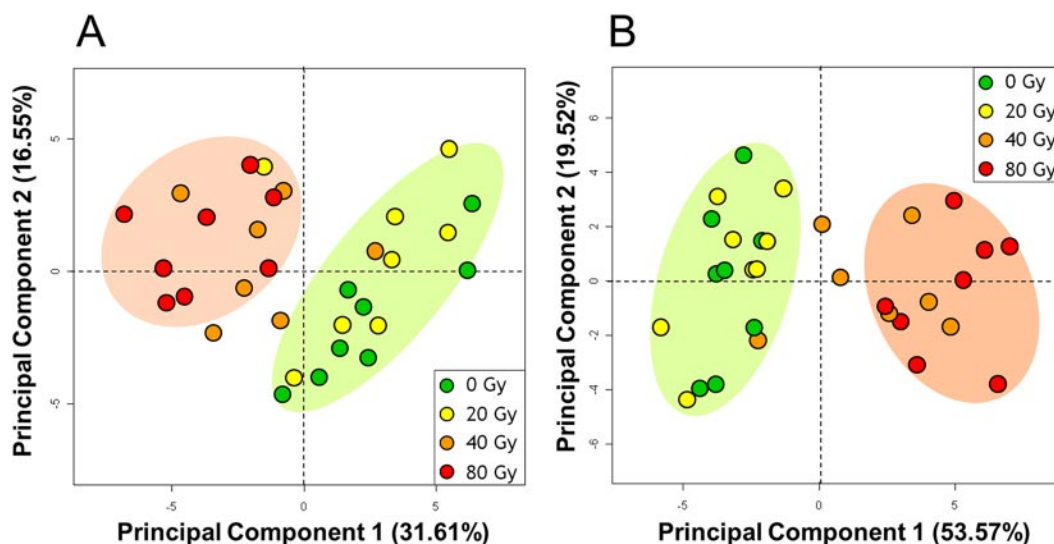 A
Principal Component 2 (16.55%)
5
0
-5
-5
0
5
Principal Component 1 (31.61%)
0 Gy
20 Gy
40 Gy
80 Gy
B
Principal Component 2 (19.52%)
6
4
2
0
-2
-4
-6
-5
0
5
Principal Component 1 (53.57%)
0 Gy
20 Gy
40 Gy
80 Gy